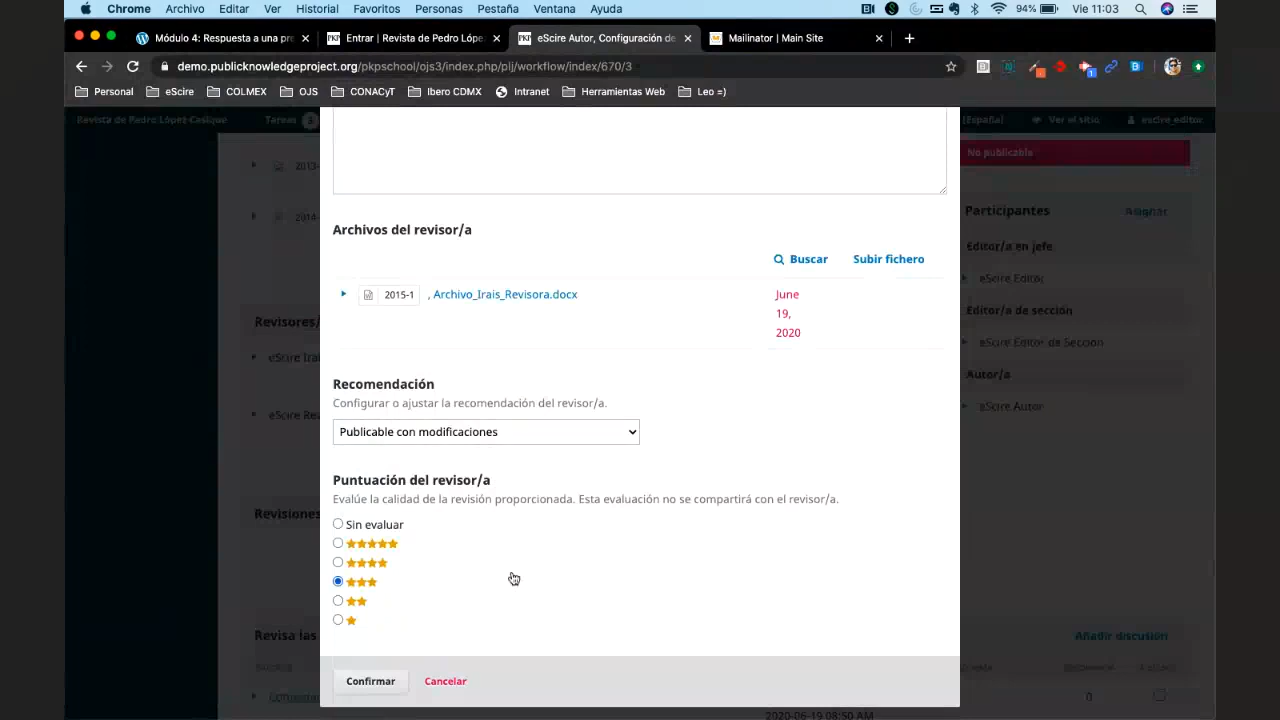 Chrome Archivo Editar Ver Historial Favoritos Personas Pestaña Ventana Ayuda 94% Vie 11:03
Módulo 4: Respuesta a una pr × Entrar | Revista de Pedro Lópe × eScire Autor, Configuración de × Mailinator | Main Site × +
demo.publicknowledgeproject.org/pkpschool/ojs3/index.php/plj/workflow/index/670/3
Personal eScire COLMEX OJS CONACyT Ibero CDMX Intranet Herramientas Web Leo =)
Revista de Pedro López Casique Tareas [España] Ver el sitio escire_editor
2013- No publicable
2014- Participantes Asignar
Archivos del revisor/a
Editor/a en jefe
Buscar Subir fichero
eScire Editor
2015-1 , Archivo_Irais_Revisora.docx June
19,
2020
Editor/a de sección
Revisores/
eScire Editor de Sección
eScire Irai
Autor/a
Recomendación
Configurar o ajustar la recomendación del revisor/a.
eScire Autor
eScire Re
Publicable con modificaciones
Puntuación del revisor/a
Evalúe la calidad de la revisión proporcionada. Esta evaluación no se compartirá con el revisor/a.
Revisiones
Sin evaluar
Revisa las Añadir discusión
Confirmar Cancelar
0
2020-06-19 08:50 AM